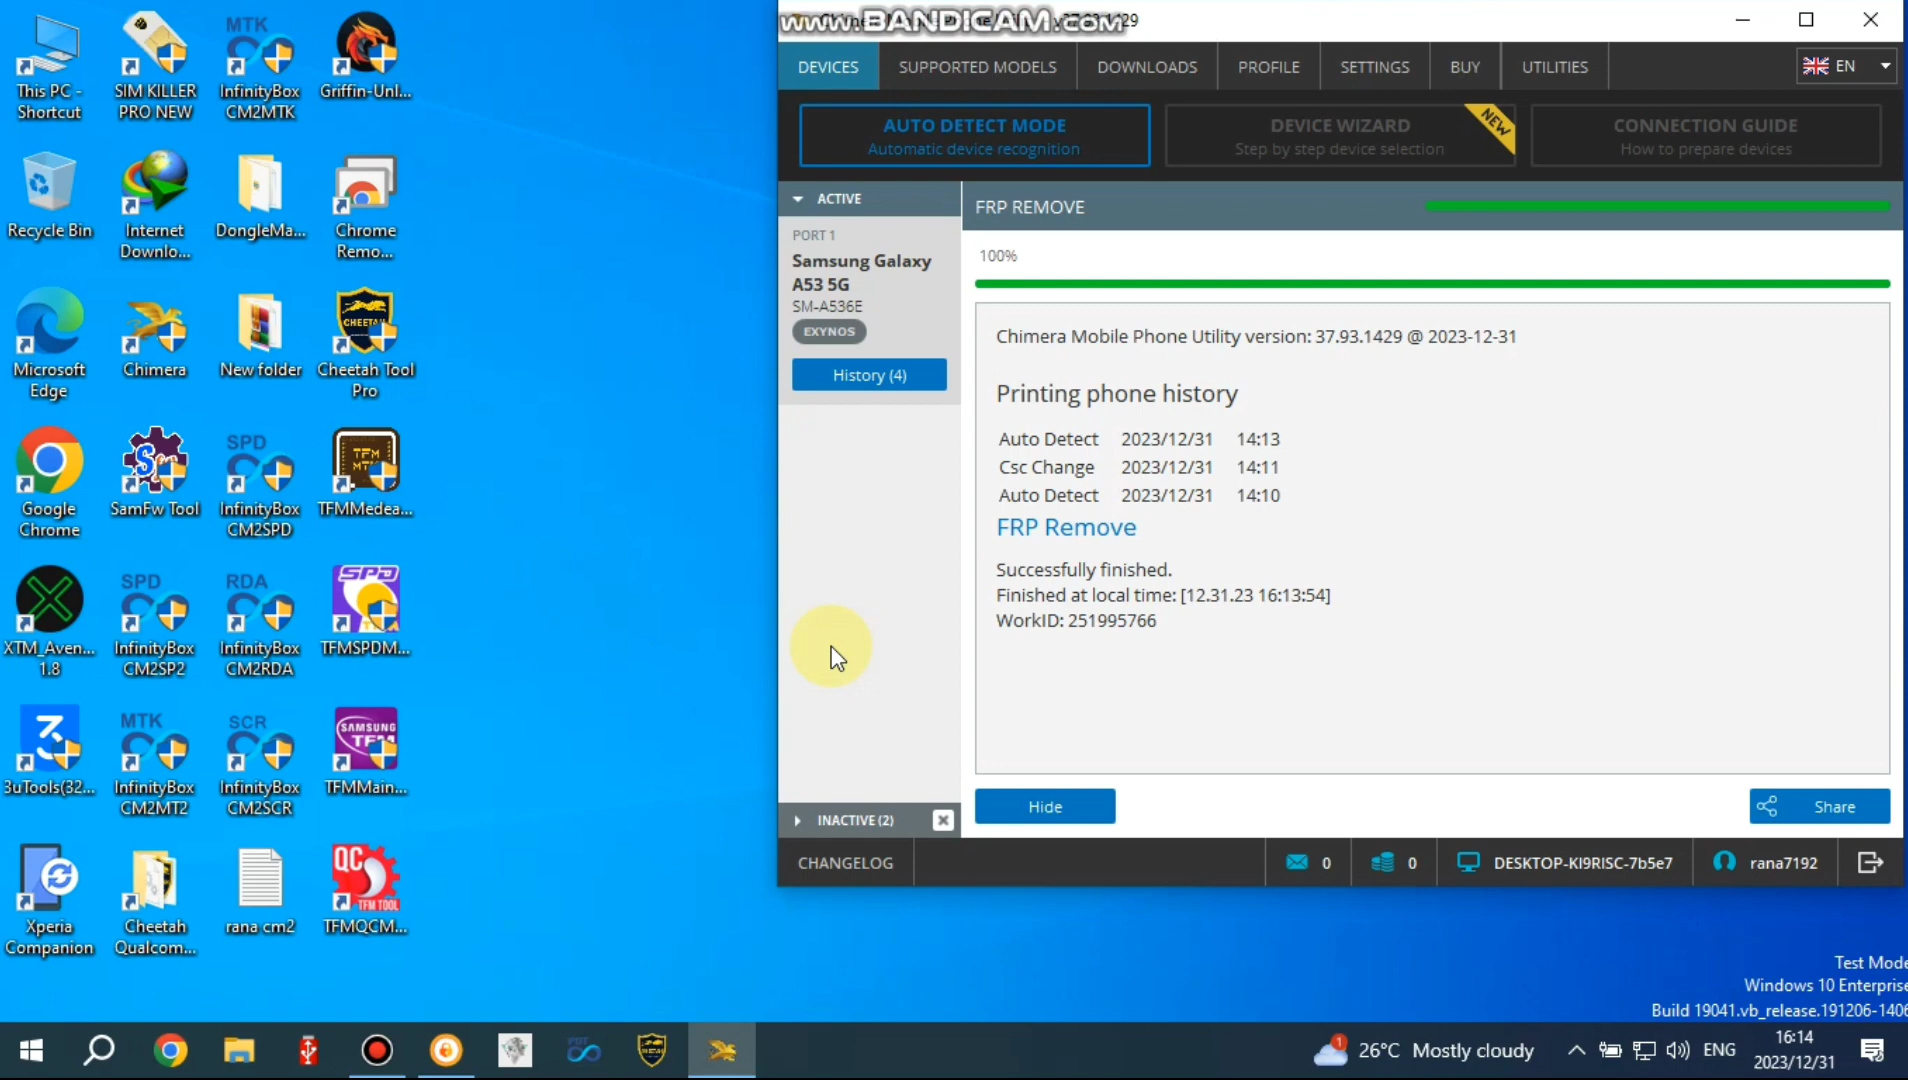 This PC -
Shortcut
SIM KILLER
PRO NEW
MTK
InfinityBox
CM2MTK
Griffin-Unl...
Recycle Bin
Internet
Downlo...
DongleMa...
Chrome
Remo...
Microsoft
Edge
Chimera
New folder
CHEETAH
Cheetah Tool
Pro
Google
Chrome
SamFw Tool
SPD
InfinityBox
CM2SPD
TFM
MTK
TFMMedea...
XTM_Aven...
1.8
SPD
InfinityBox
CM2SP2
RDA
InfinityBox
CM2RDA
SPD
TFMSPDM...
3uTools(32...
MTK
InfinityBox
CM2MT2
SCR
InfinityBox
CM2SCR
SAMSUNG
TFM
TFMMain...
Xperia
Companion
Cheetah
Qualcom...
rana cm2
QC
TFM TOOL
TFMQCM...
www.BANDICAM.com
DEVICES
SUPPORTED MODELS
DOWNLOADS
PROFILE
SETTINGS
BUY
UTILITIES
EN
AUTO DETECT MODE
Automatic device recognition
DEVICE WIZARD
Step by step device selection
NEW
CONNECTION GUIDE
How to prepare devices
ACTIVE
PORT 1
Samsung Galaxy
A53 5G
SM-A536E
EXYNOS
History (4)
FRP REMOVE
100%
Chimera Mobile Phone Utility version: 37.93.1429 @ 2023-12-31
Printing phone history
Auto Detect 2023/12/31 14:13
Csc Change 2023/12/31 14:11
Auto Detect 2023/12/31 14:10
FRP Remove
Successfully finished.
Finished at local time: [12.31.23 16:13:54]
WorkID: 251995766
INACTIVE (2)
Hide
Share
CHANGELOG
0
0
DESKTOP-KI9RISC-7b5e7
rana7192
Test Mode
Windows 10 Enterprise
Build 19041.vb_release.191206-1406
26°C Mostly cloudy
ENG
16:14
2023/12/31